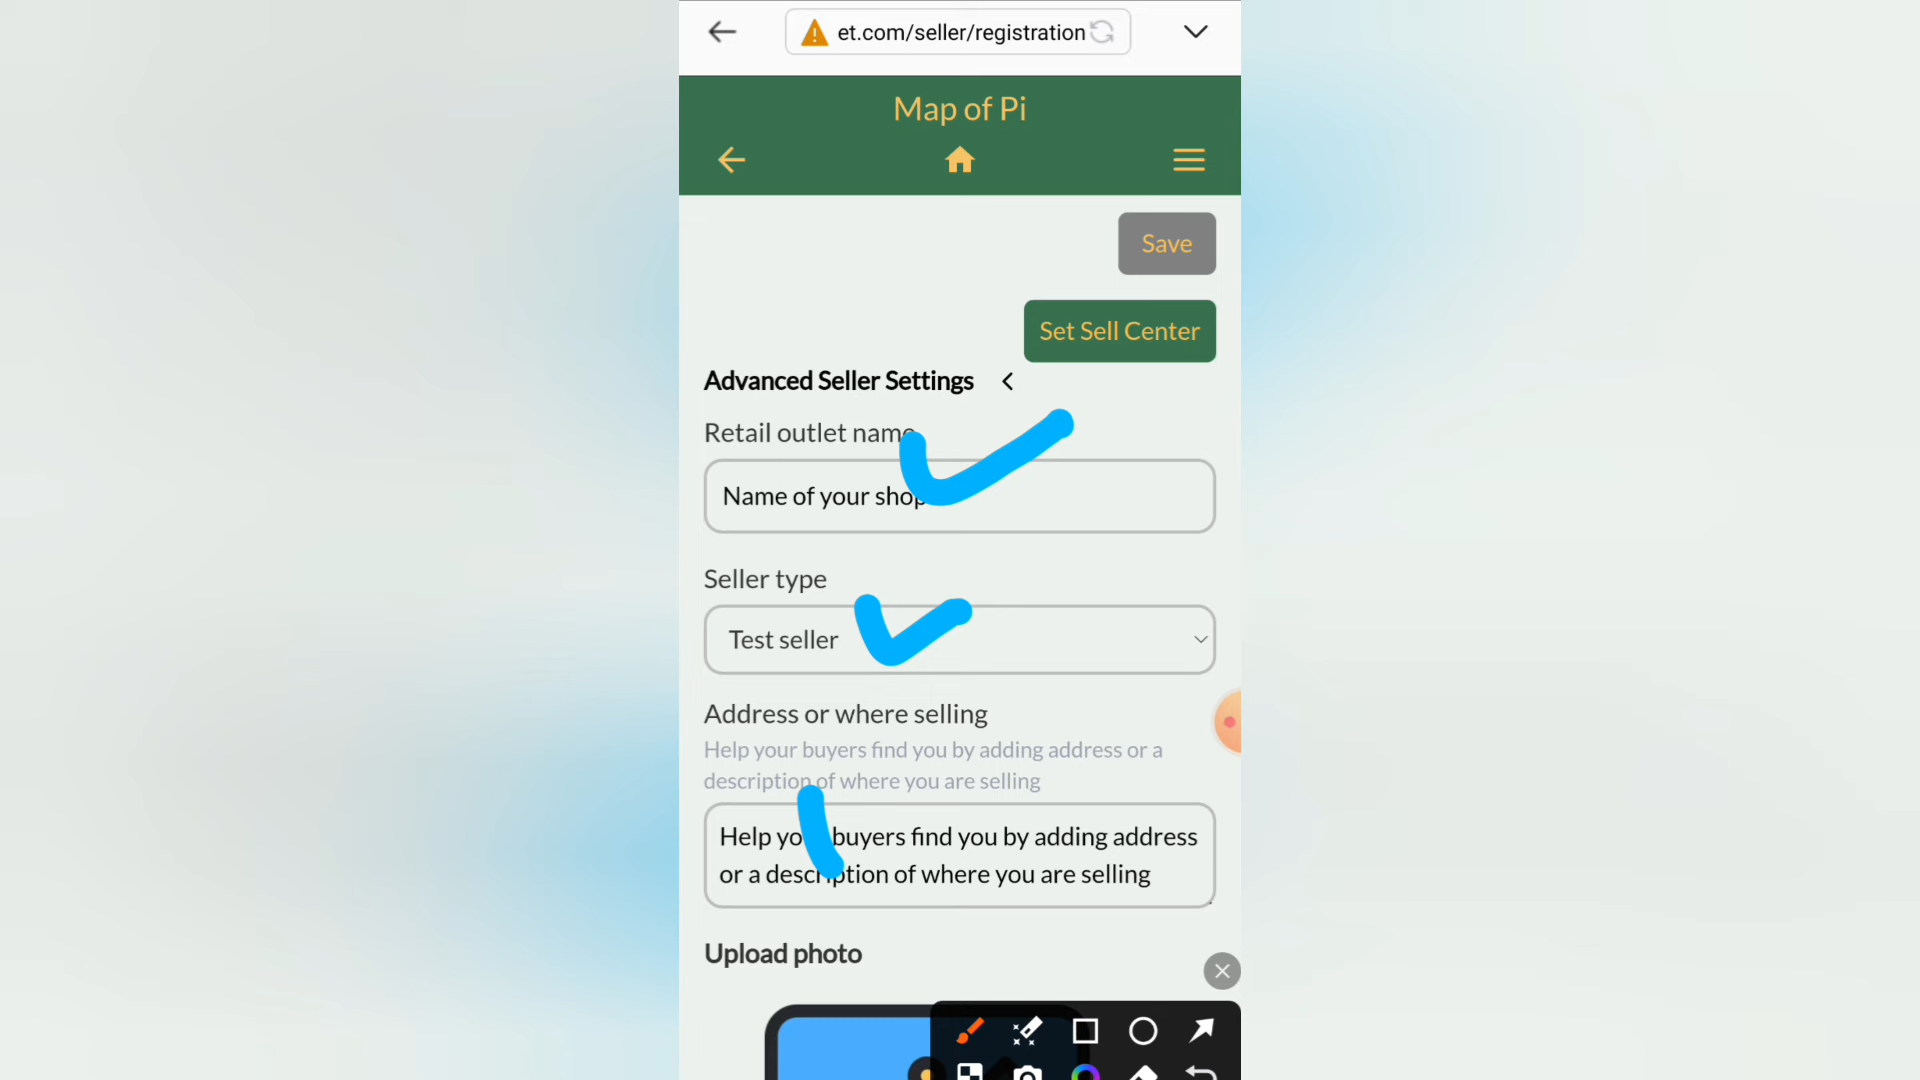 et.com/seller/registration
Map of Pi
Save
Set Sell Center
Advanced Seller Settings
Retail outlet name
Name of your shop
Seller type
Test seller
Address or where selling
Help your buyers find you by adding address or a
description of where you are selling
Help your buyers find you by adding address
or a description of where you are selling
Upload photo